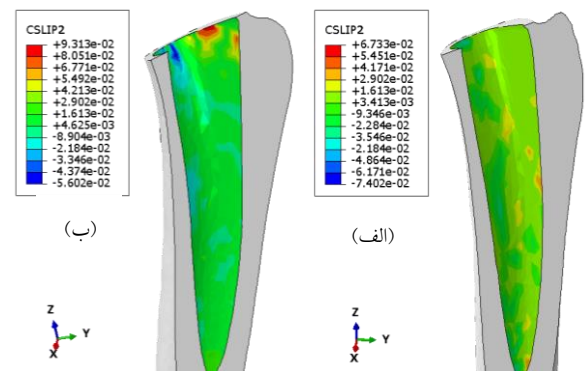 CSLIP2
+9.313e-02
+8.051e-02
+6.771e-02
+5.492e-02
+4.213e-02
+2.902e-02
+1.613e-02
+4.625e-03
-8.904e-03
-2.184e-02
-3.346e-02
-4.374e-02
-5.602e-02
(ب)
Z
Y
X
CSLIP2
+6.733e-02
+5.451e-02
+4.171e-02
+2.902e-02
+1.613e-02
+3.413e-03
-9.346e-03
-2.284e-02
-3.546e-02
-2.184e-02
-4.864e-02
-6.171e-02
-7.402e-02
(الف)
Z
Y
X